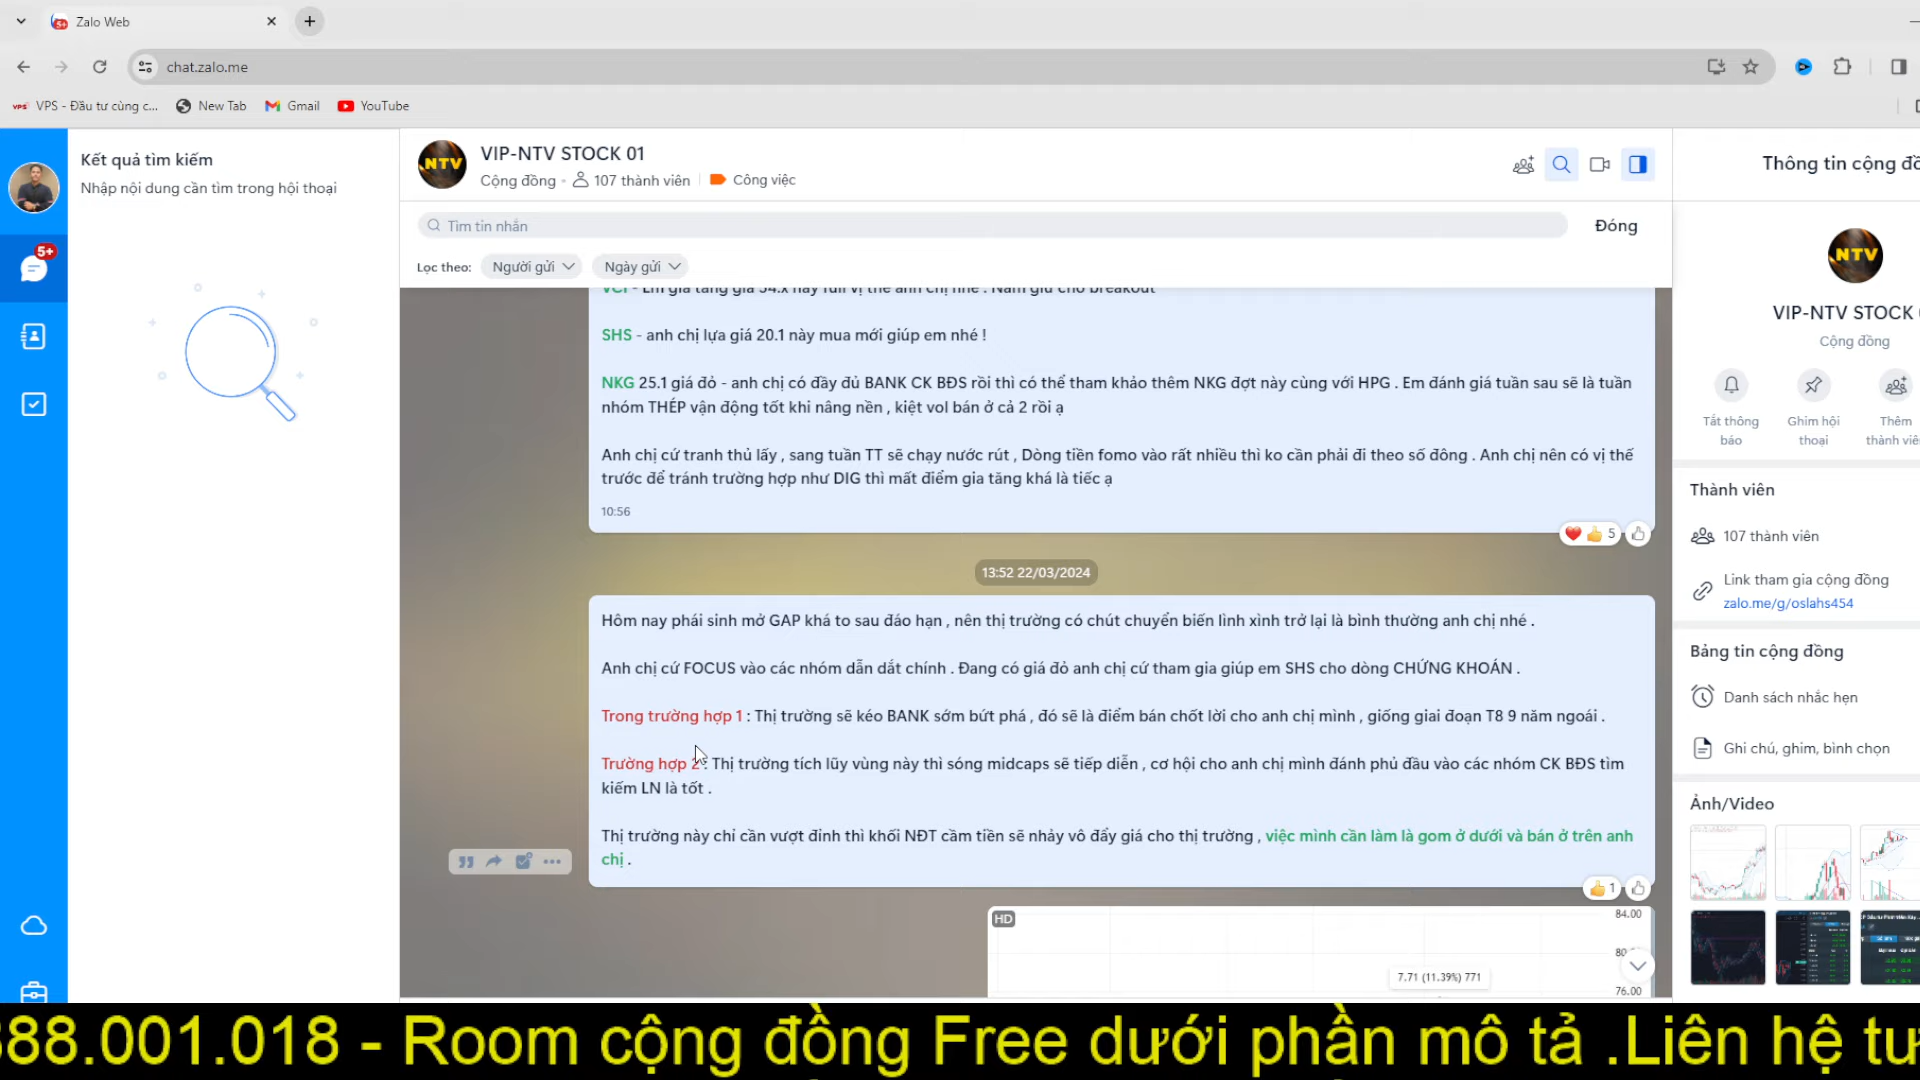 Zalo Web
chat.zalo.me
VPS - Đầu tư cùng c...
New Tab
Gmail
YouTube
5+
Kết quả tìm kiếm
Nhập nội dung cần tìm trong hội thoại
NTV
VIP-NTV STOCK 01
Cộng đồng
107 thành viên
Công việc
Tìm tin nhắn
Đóng
Lọc theo:
Người gửi
Ngày gửi
VCI - Em gia tăng giá 54.x này full vị thế anh chị nhé . Nắm giữ chờ breakout
SHS - anh chị lựa giá 20.1 này mua mới giúp em nhé !
NKG 25.1 giá đỏ - anh chị có đầy đủ BANK CK BĐS rồi thì có thể tham khảo thêm NKG đợt này cùng với HPG . Em đánh giá tuần sau sẽ là tuần
nhóm THÉP vận động tốt khi nâng nền , kiệt vol bán ở cả 2 rồi ạ
Anh chị cứ tranh thủ lấy , sang tuần TT sẽ chạy nước rút , Dòng tiền fomo vào rất nhiều thì ko cần phải đi theo số đông . Anh chị nên có vị thế
trước để tránh trường hợp như DIG thì mất điểm gia tăng khá là tiếc ạ
10:56
5
13:52 22/03/2024
Hôm nay phái sinh mở GAP khá to sau đáo hạn , nên thị trường có chút chuyển biến lình xình trở lại là bình thường anh chị nhé .
Anh chị cứ FOCUS vào các nhóm dẫn dắt chính . Đang có giá đỏ anh chị cứ tham gia giúp em SHS cho dòng CHỨNG KHOÁN .
Trong trường hợp 1 : Thị trường sẽ kéo BANK sớm bứt phá , đó sẽ là điểm bán chốt lời cho anh chị mình , giống giai đoạn T8 9 năm ngoái .
Trường hợp 2 : Thị trường tích lũy vùng này thì sóng midcaps sẽ tiếp diễn , cơ hội cho anh chị mình đánh phủ đầu vào các nhóm CK BĐS tìm
kiếm LN là tốt .
Thị trường này chỉ cần vượt đỉnh thì khối NĐT cầm tiền sẽ nhảy vô đẩy giá cho thị trường , việc mình cần làm là gom ở dưới và bán ở trên anh
chị .
1
HD
84.00
80
7.71 (11.39%) 771
76.00
Thông tin cộng đồ
NTV
VIP-NTV STOCK
Cộng đồng
Tắt thông
báo
Ghim hội
thoại
Thêm
thành viê
Thành viên
107 thành viên
Link tham gia cộng đồng
zalo.me/g/oslahs454
Bảng tin cộng đồng
Danh sách nhắc hẹn
Ghi chú, ghim, bình chọn
Ảnh/Video
888.001.018 - Room cộng đồng Free dưới phần mô tả .Liên hệ tư